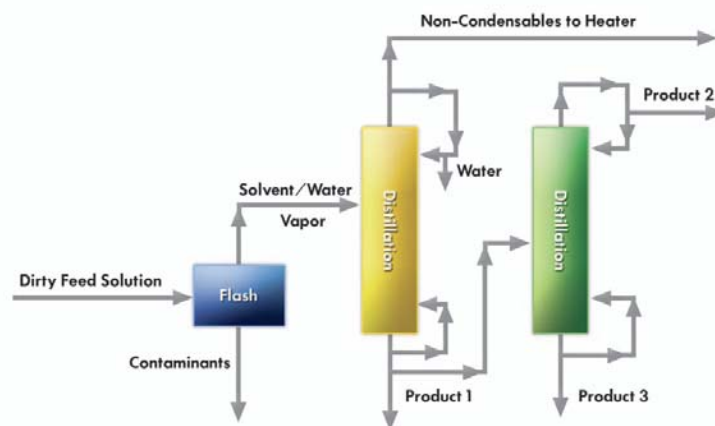 Non-Condensables to Heater
Product 2
Water
Solvent/Water
Vapor
Distillation
Distillation
Dirty Feed Solution
Flash
Contaminants
Product 1
Product 3